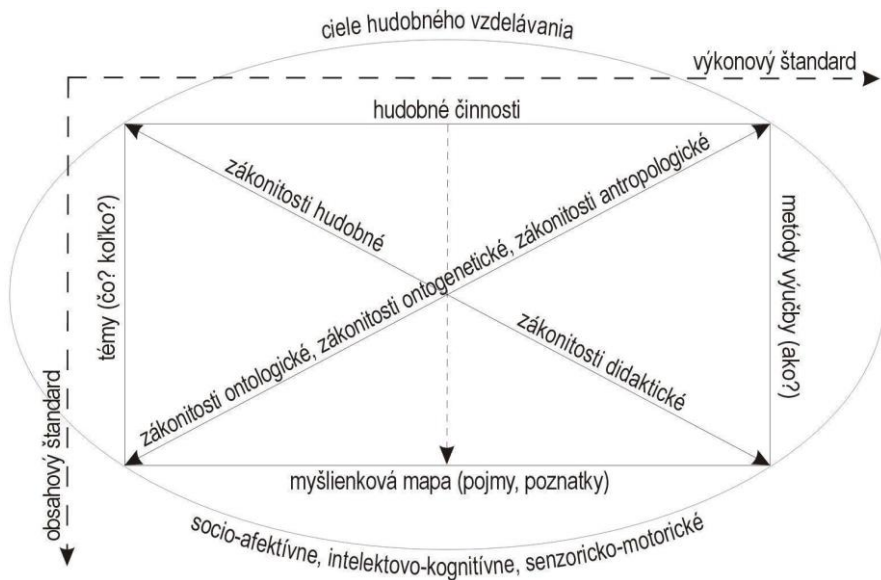 ciele hudobného vzdelávania
výkonový štandard
hudobné činnosti
zákonitosti hudobné
zákonitosti ontologické, zákonitosti ontogenetické, zákonitosti antropologické
témy (čo? koľko?)
metódy výučby (ako?)
zákonitosti didaktické
obsahový štandard
myšlienková mapa (pojmy, poznatky)
socio-afektívne, intelektovo-kognitívne, senzoricko-motorické